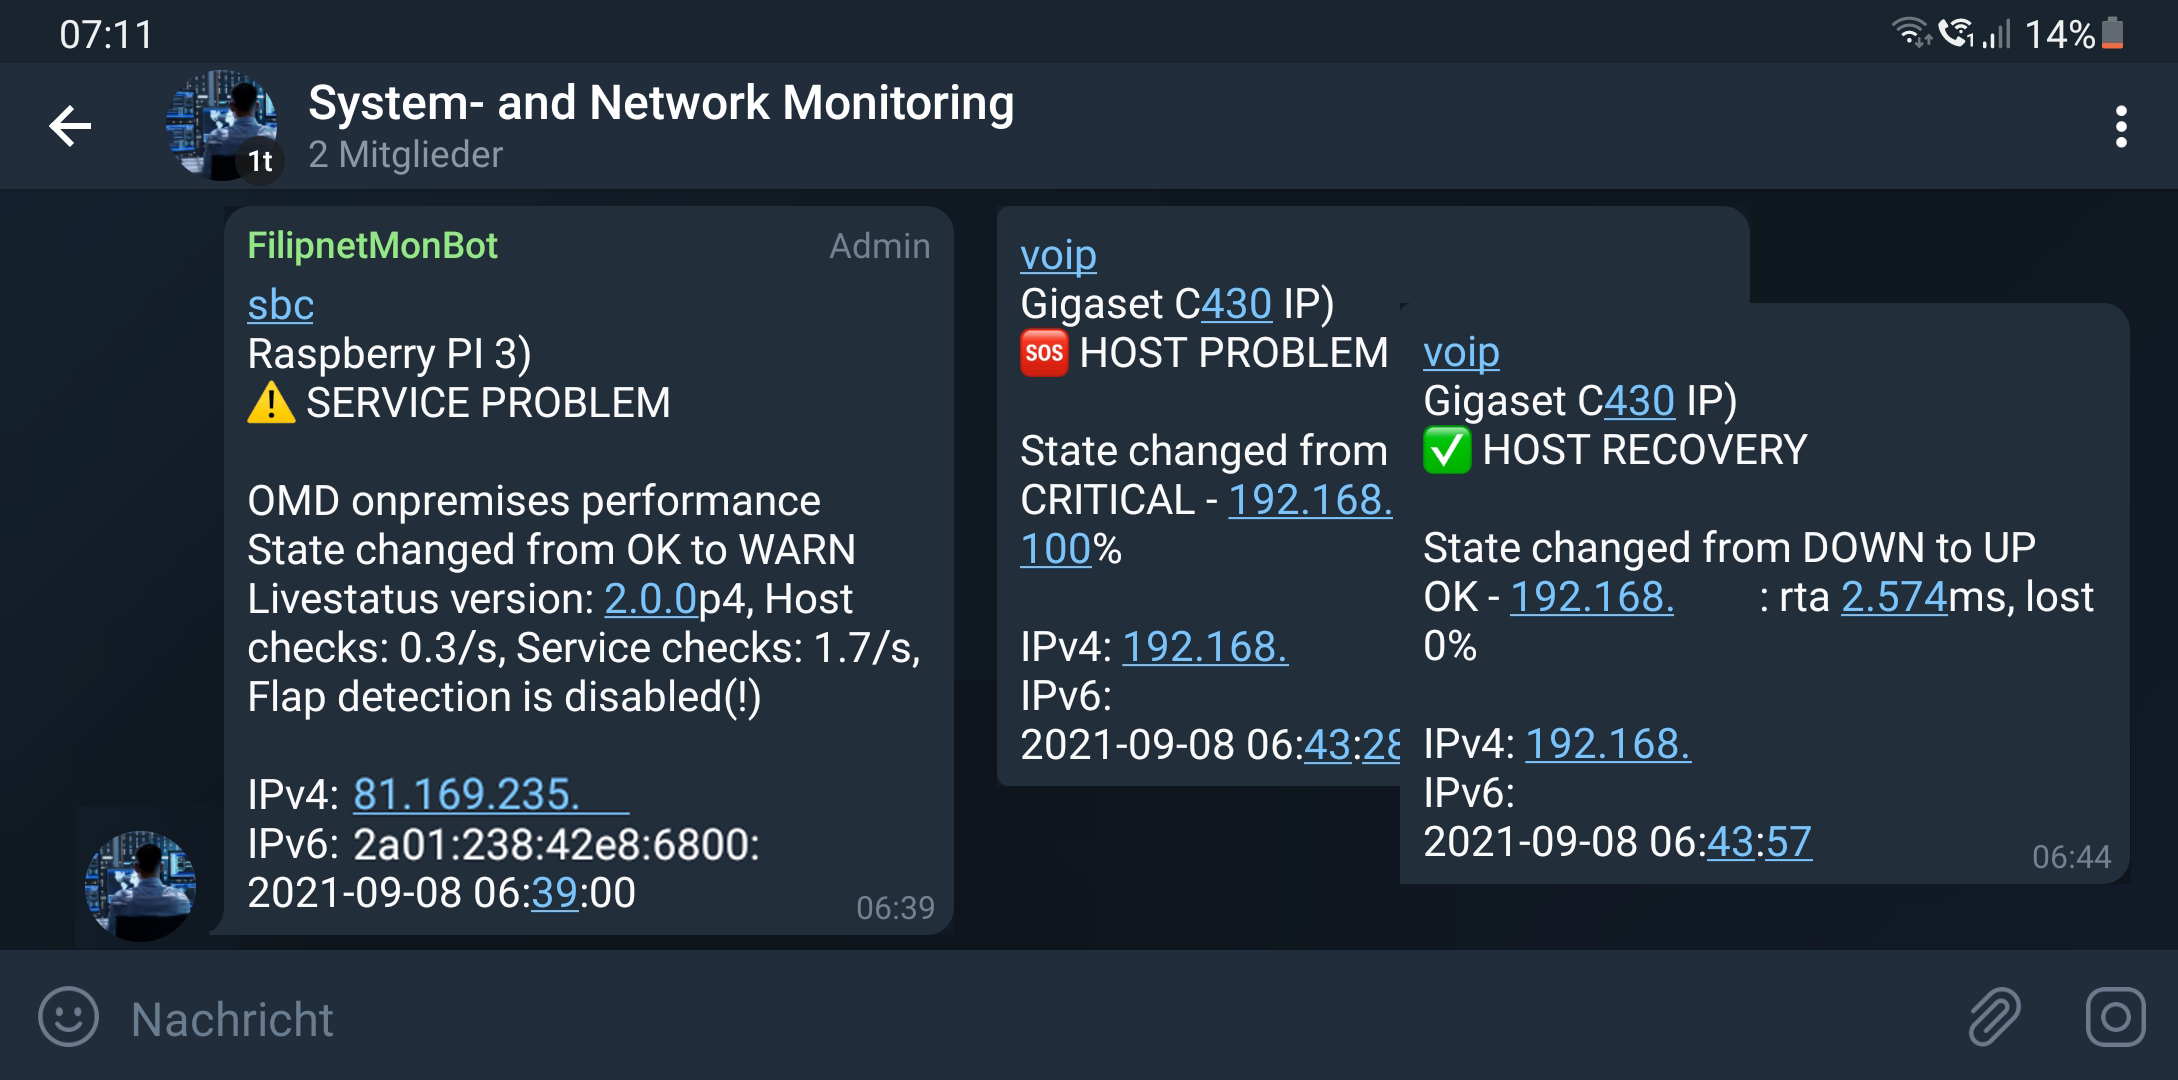 07:11
14%
System- and Network Monitoring
2 Mitglieder
1t
FilipnetMonBot Admin
sbc
Raspberry PI 3)
⚠️ SERVICE PROBLEM
OMD onpremises performance
State changed from OK to WARN
Livestatus version: 2.0.0p4, Host
checks: 0.3/s, Service checks: 1.7/s,
Flap detection is disabled(!)
IPv4: 81.169.235.
IPv6: 2a01:238:42e8:6800:
2021-09-08 06:39:00
06:39
voip
Gigaset C430 IP)
🆘 HOST PROBLEM
State changed from
CRITICAL - 192.168.
100%
IPv4: 192.168.
IPv6:
2021-09-08 06:43:28
voip
Gigaset C430 IP)
✅ HOST RECOVERY
State changed from DOWN to UP
OK - 192.168. : rta 2.574ms, lost
0%
IPv4: 192.168.
IPv6:
2021-09-08 06:43:57
06:44
Nachricht